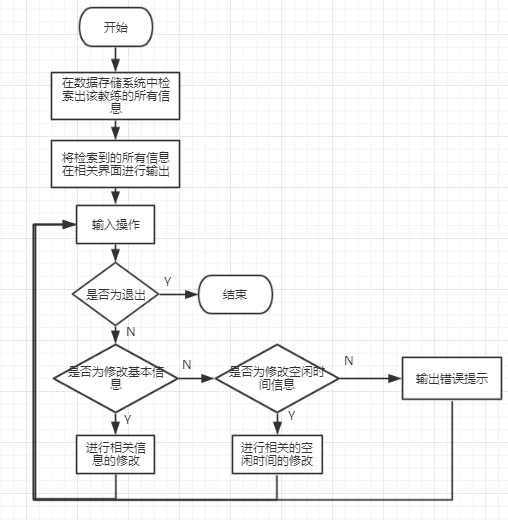 开始
在数据存储系统中检
索出该教练的所有信
息
将检索到的所有信息
在相关界面进行输出
输入操作
是否为退出
Y
结束
N
是否为修改基本信
息
N
是否为修改空闲时
间信息
N
输出错误提示
Y
Y
进行相关信
息的修改
进行相关的空
闲时间的修改